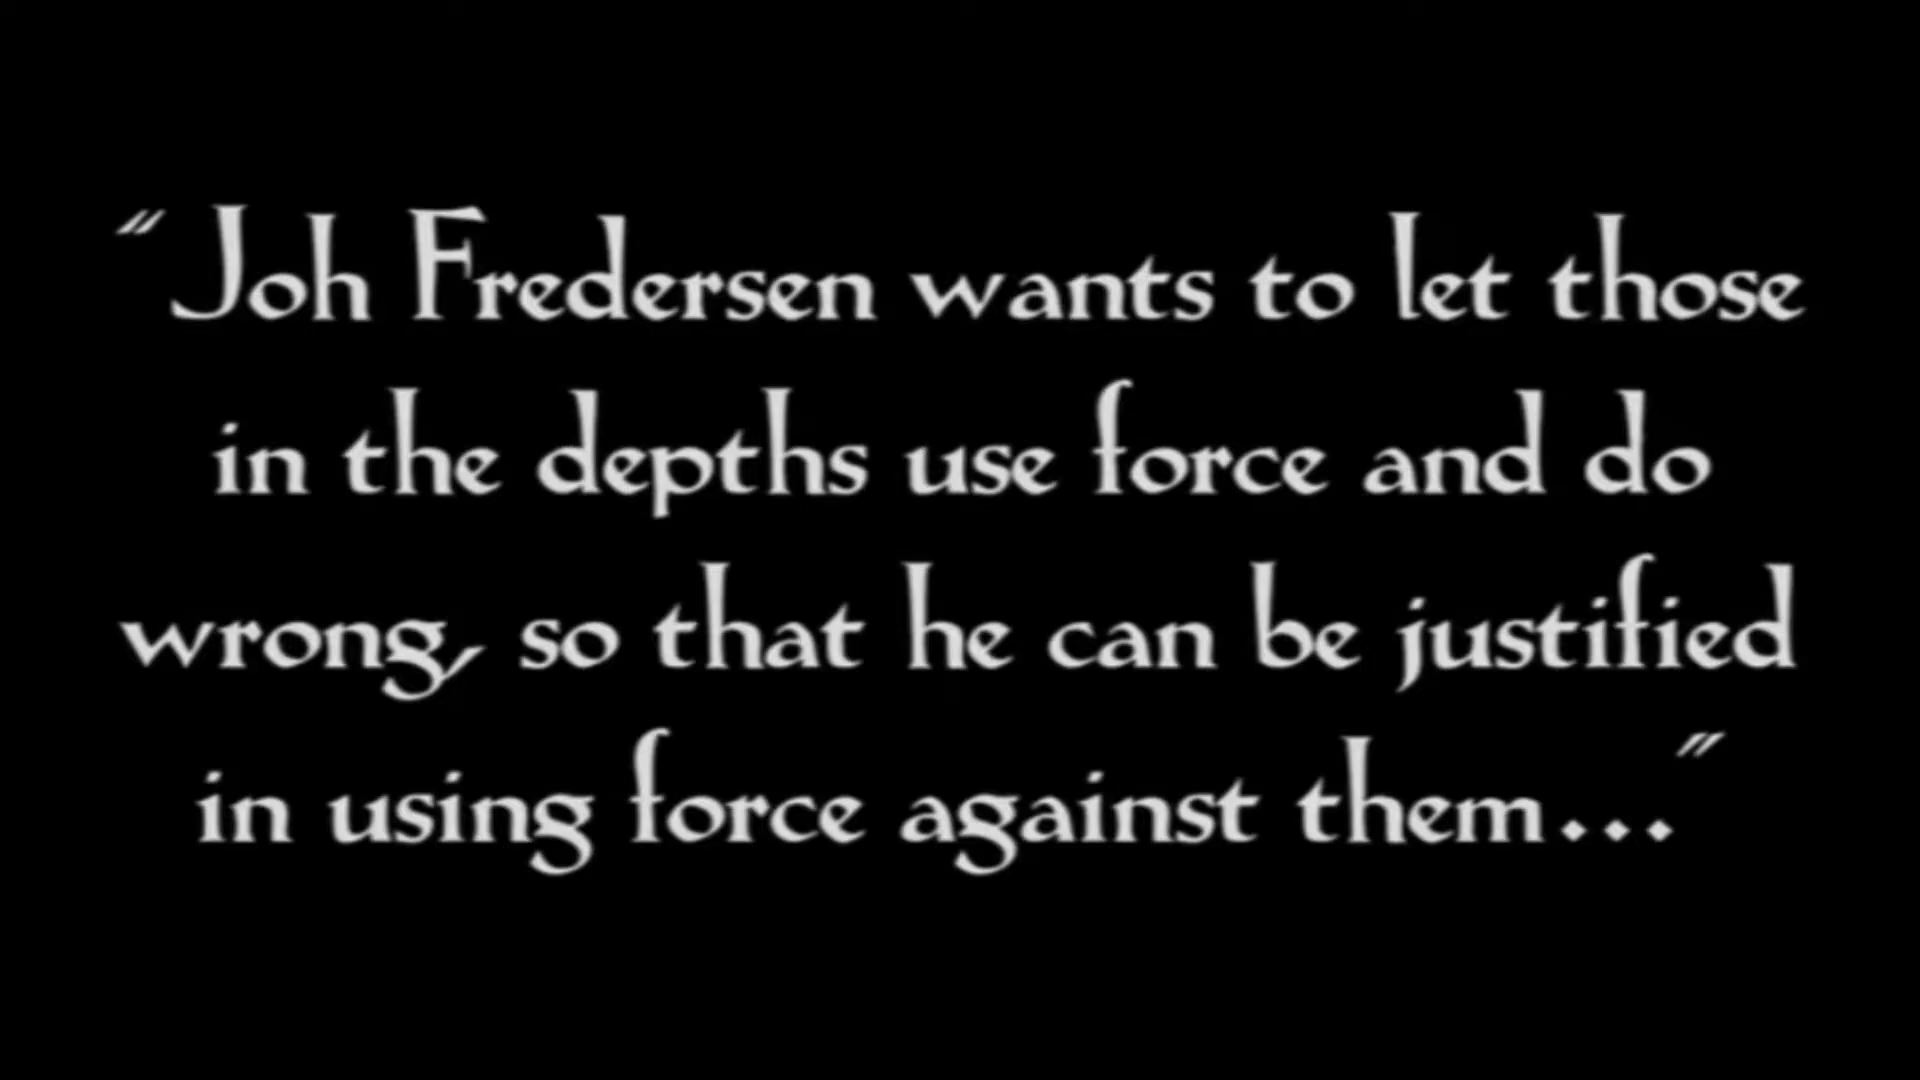 "Joh Fredersen wants to let those
in the depths use force and do
wrong, so that he can be justified
in using force against them..."